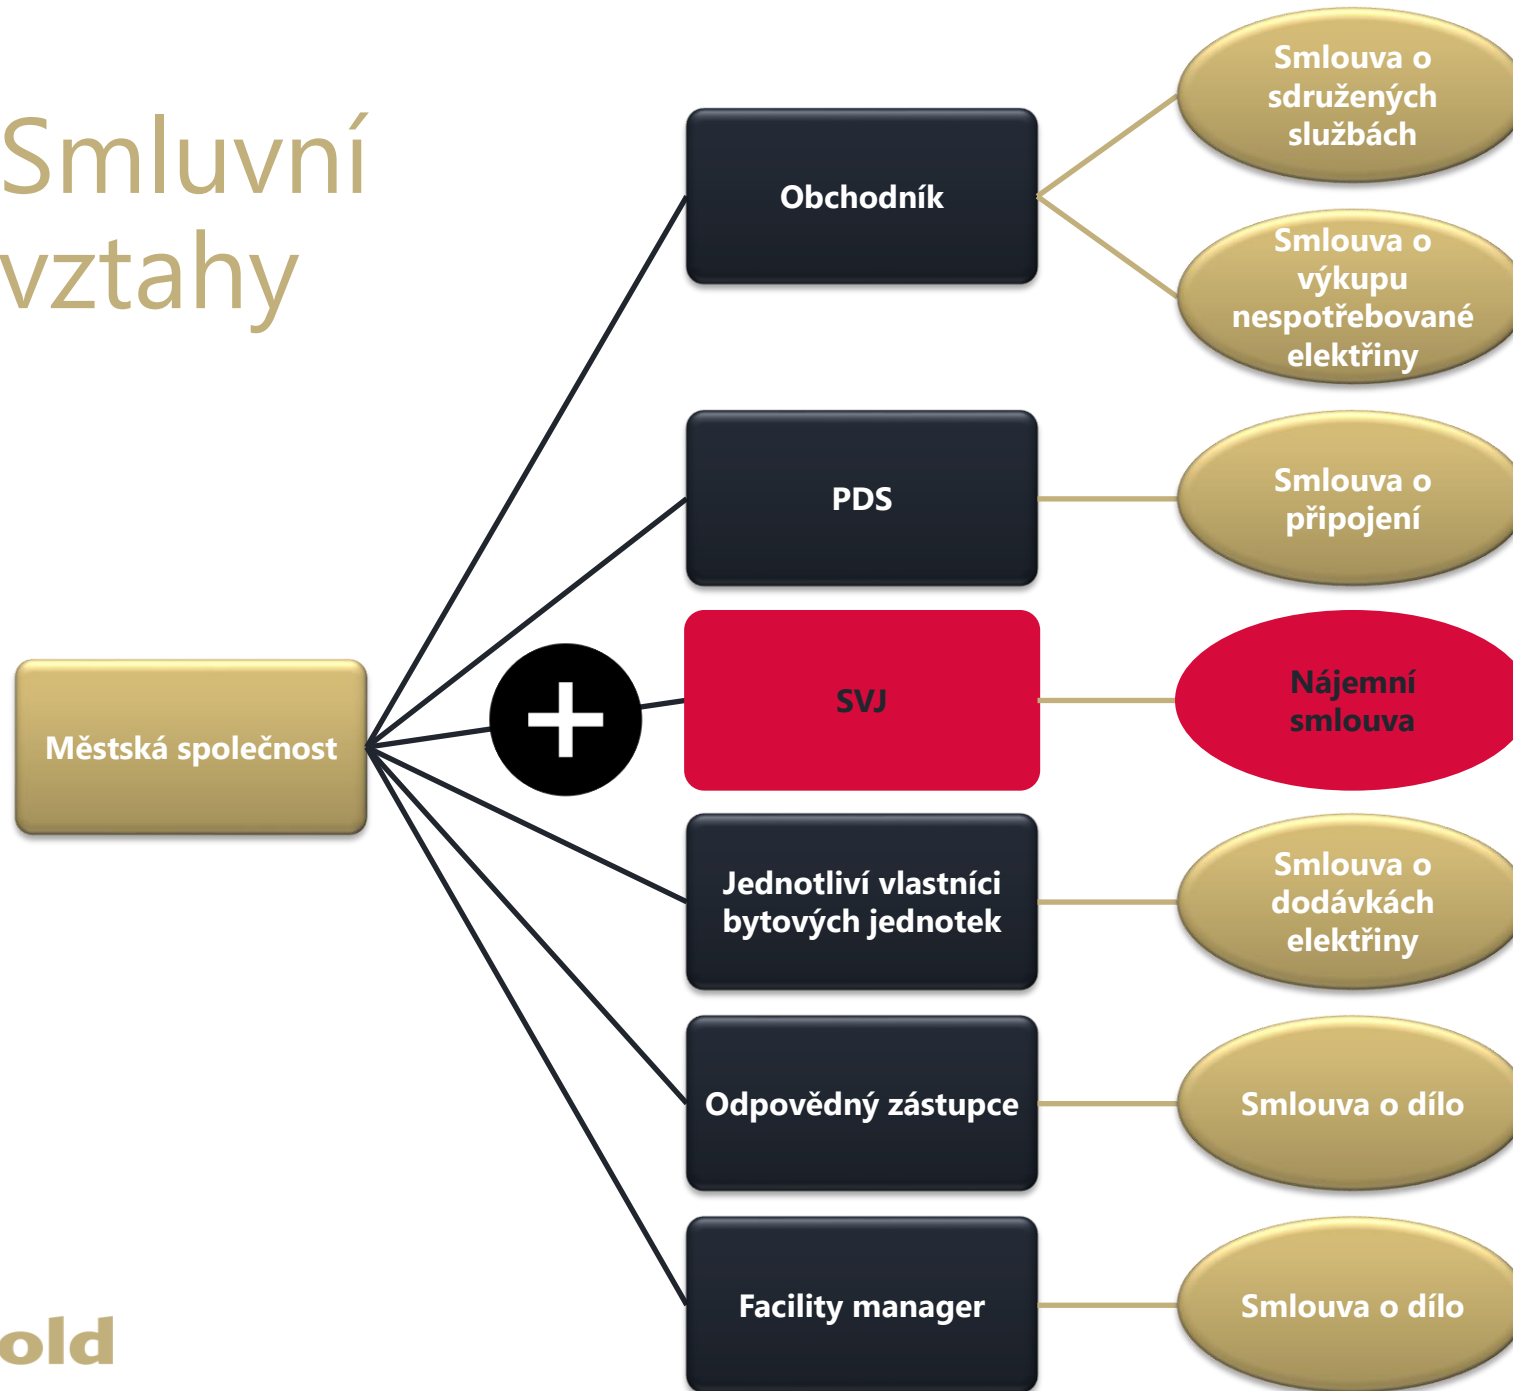 Smluvní
vztahy
Městská společnost
Obchodník
Smlouva o
sdružených
službách
Smlouva o
výkupu
nespotřebované
elektřiny
PDS
Smlouva o
připojení
SVJ
Nájemní
smlouva
Jednotliví vlastníci
bytových jednotek
Smlouva o
dodávkách
elektřiny
Odpovědný zástupce
Smlouva o dílo
Facility manager
Smlouva o dílo
old